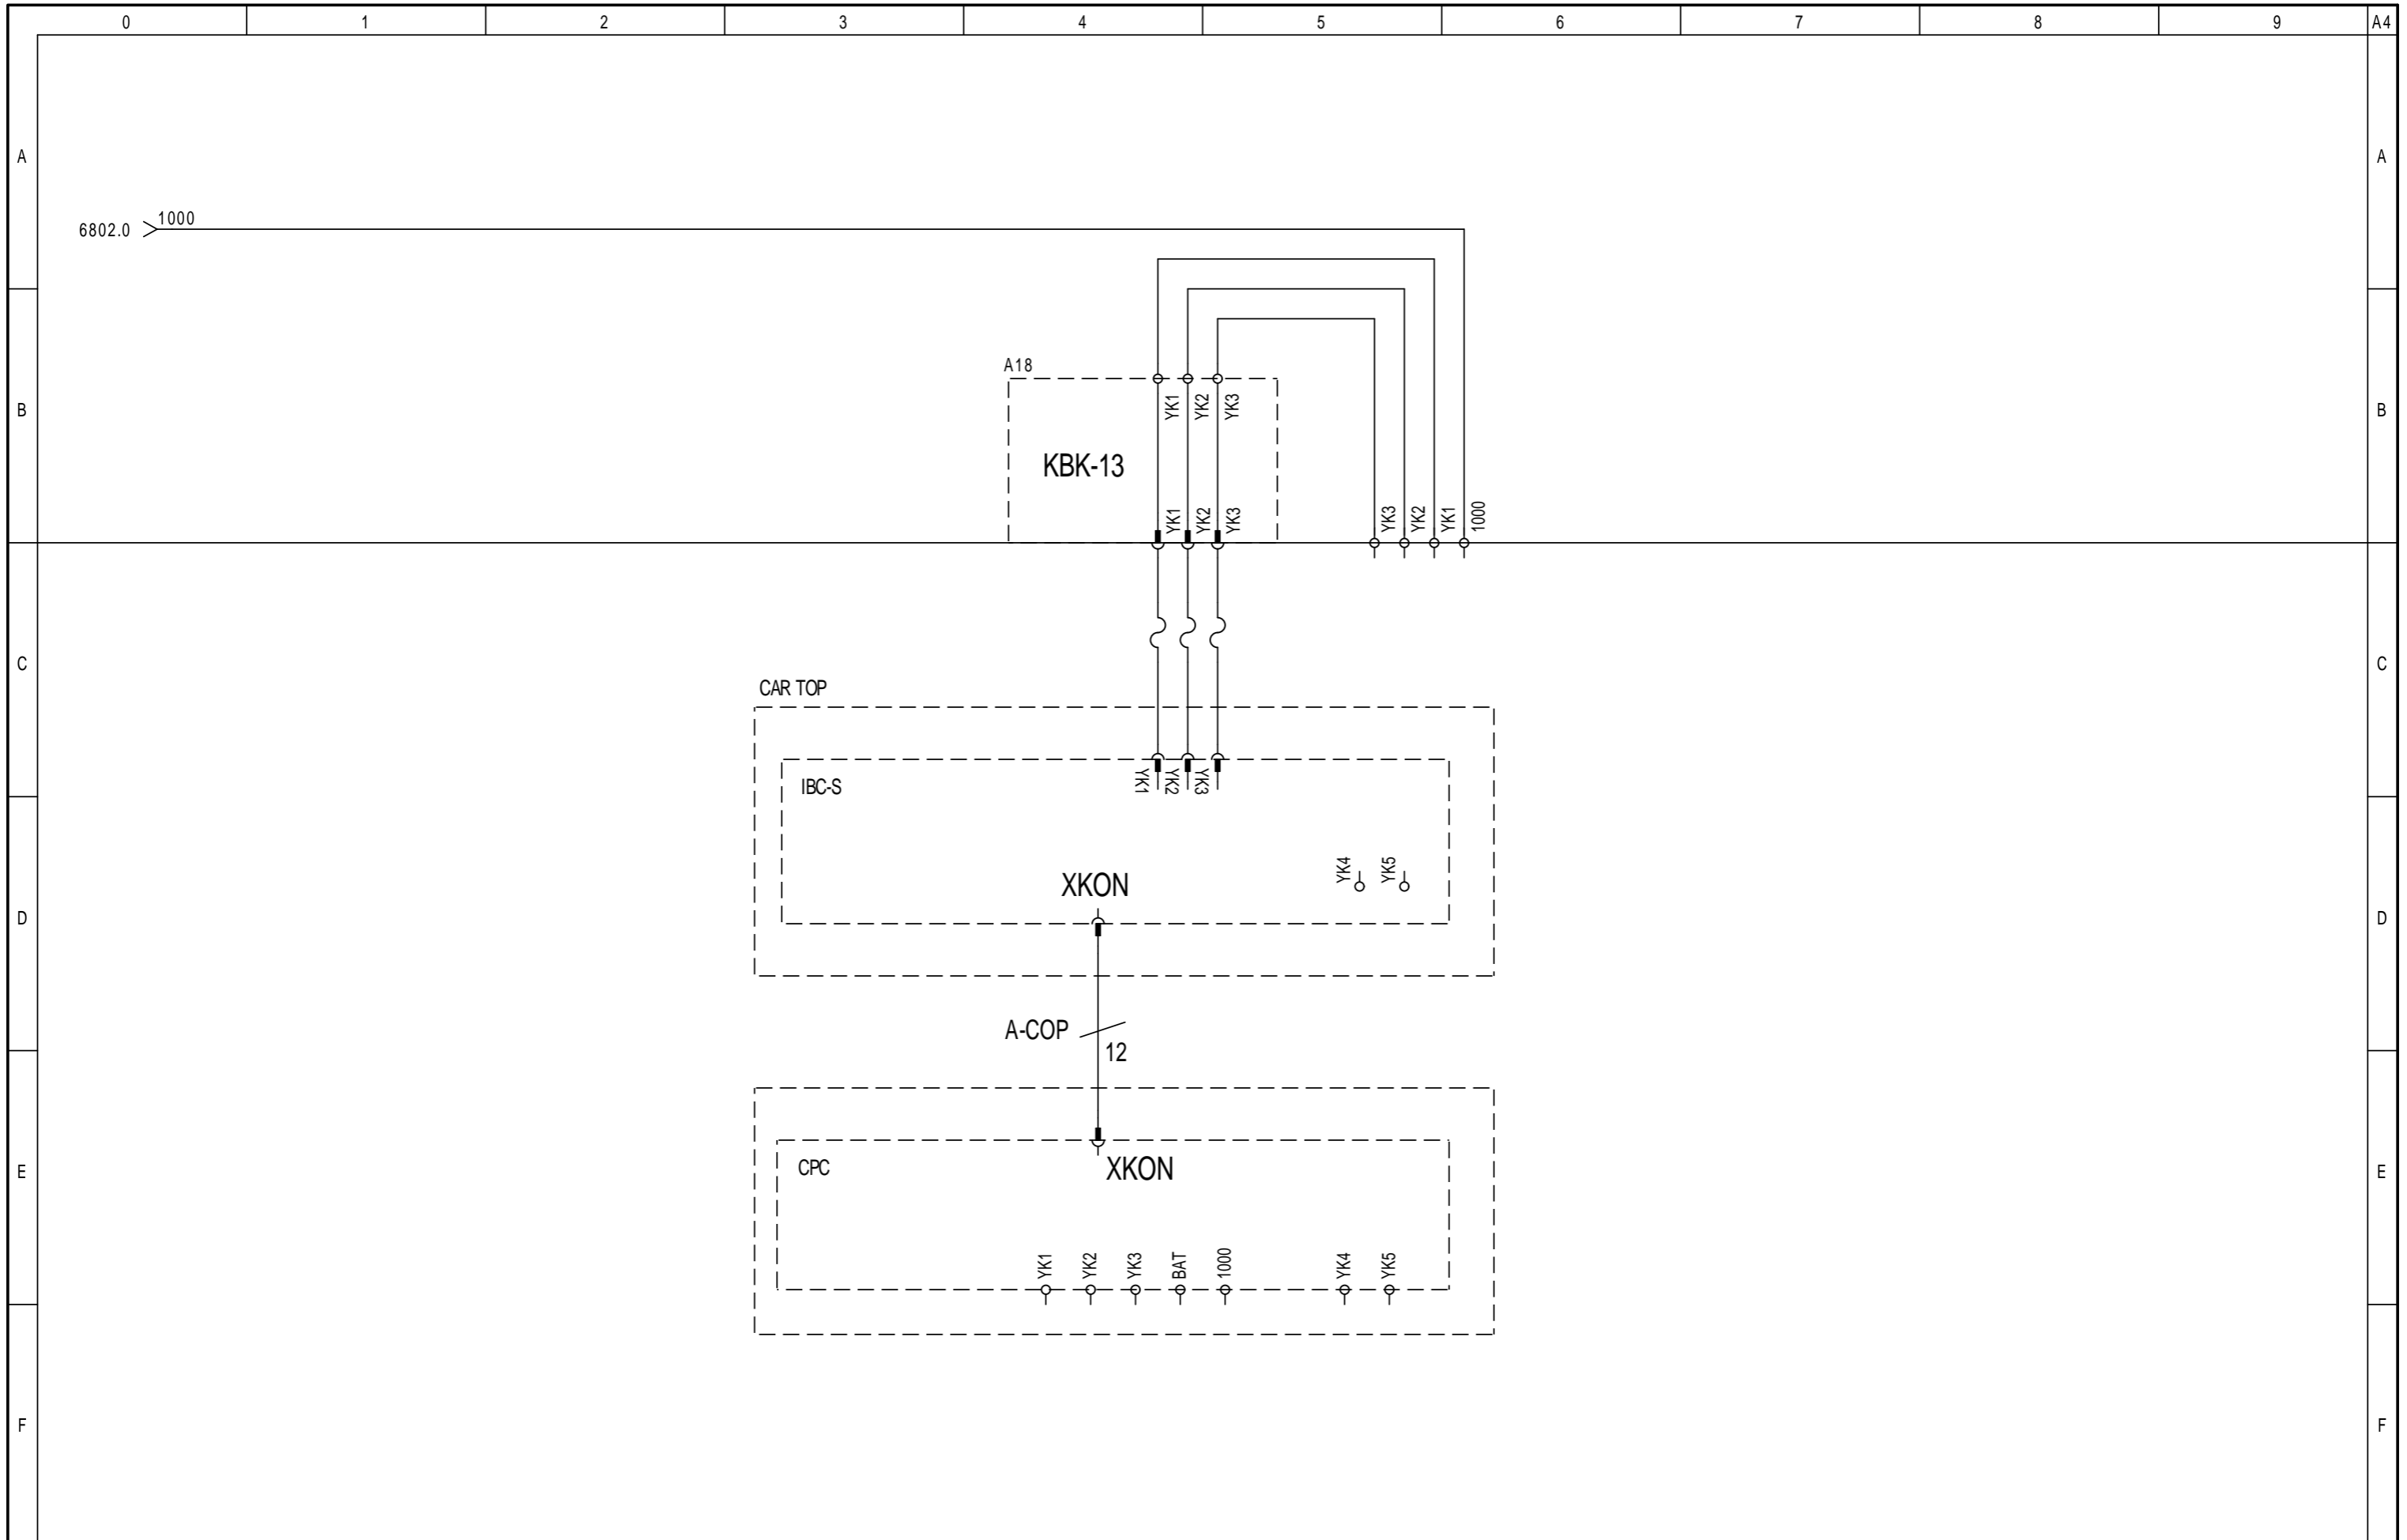 0 1 2 3 4 5 6 7 8 9 A4
A A
1000
6802.0
A18
YK1 YK2 YK3
B B
KBK-13
YK1 YK2 YK3 YK3 YK2 YK1 1000
C C
CAR TOP
YK1 YK2 YK3
IBC-S
YK4 YK5
XKON
D D
A-COP
12
CPC
XKON
E E
YK1 YK2 YK3 BAT 1000 YK4 YK5
F F